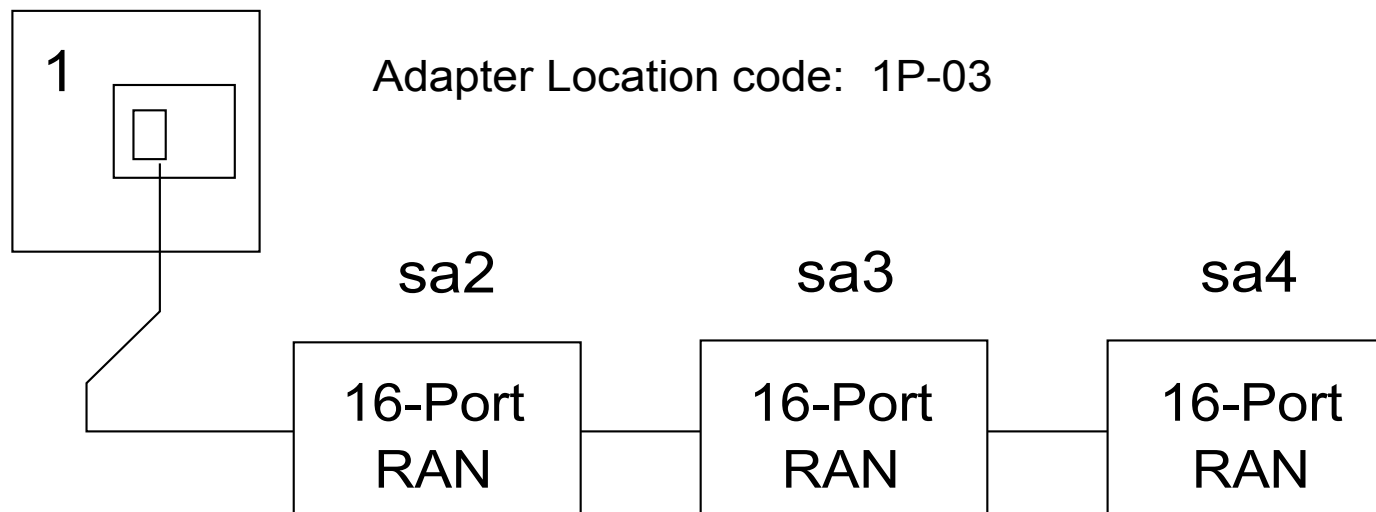 1
Adapter Location code: 1P-03
sa2
sa3
sa4
16-Port
RAN
16-Port
RAN
16-Port
RAN